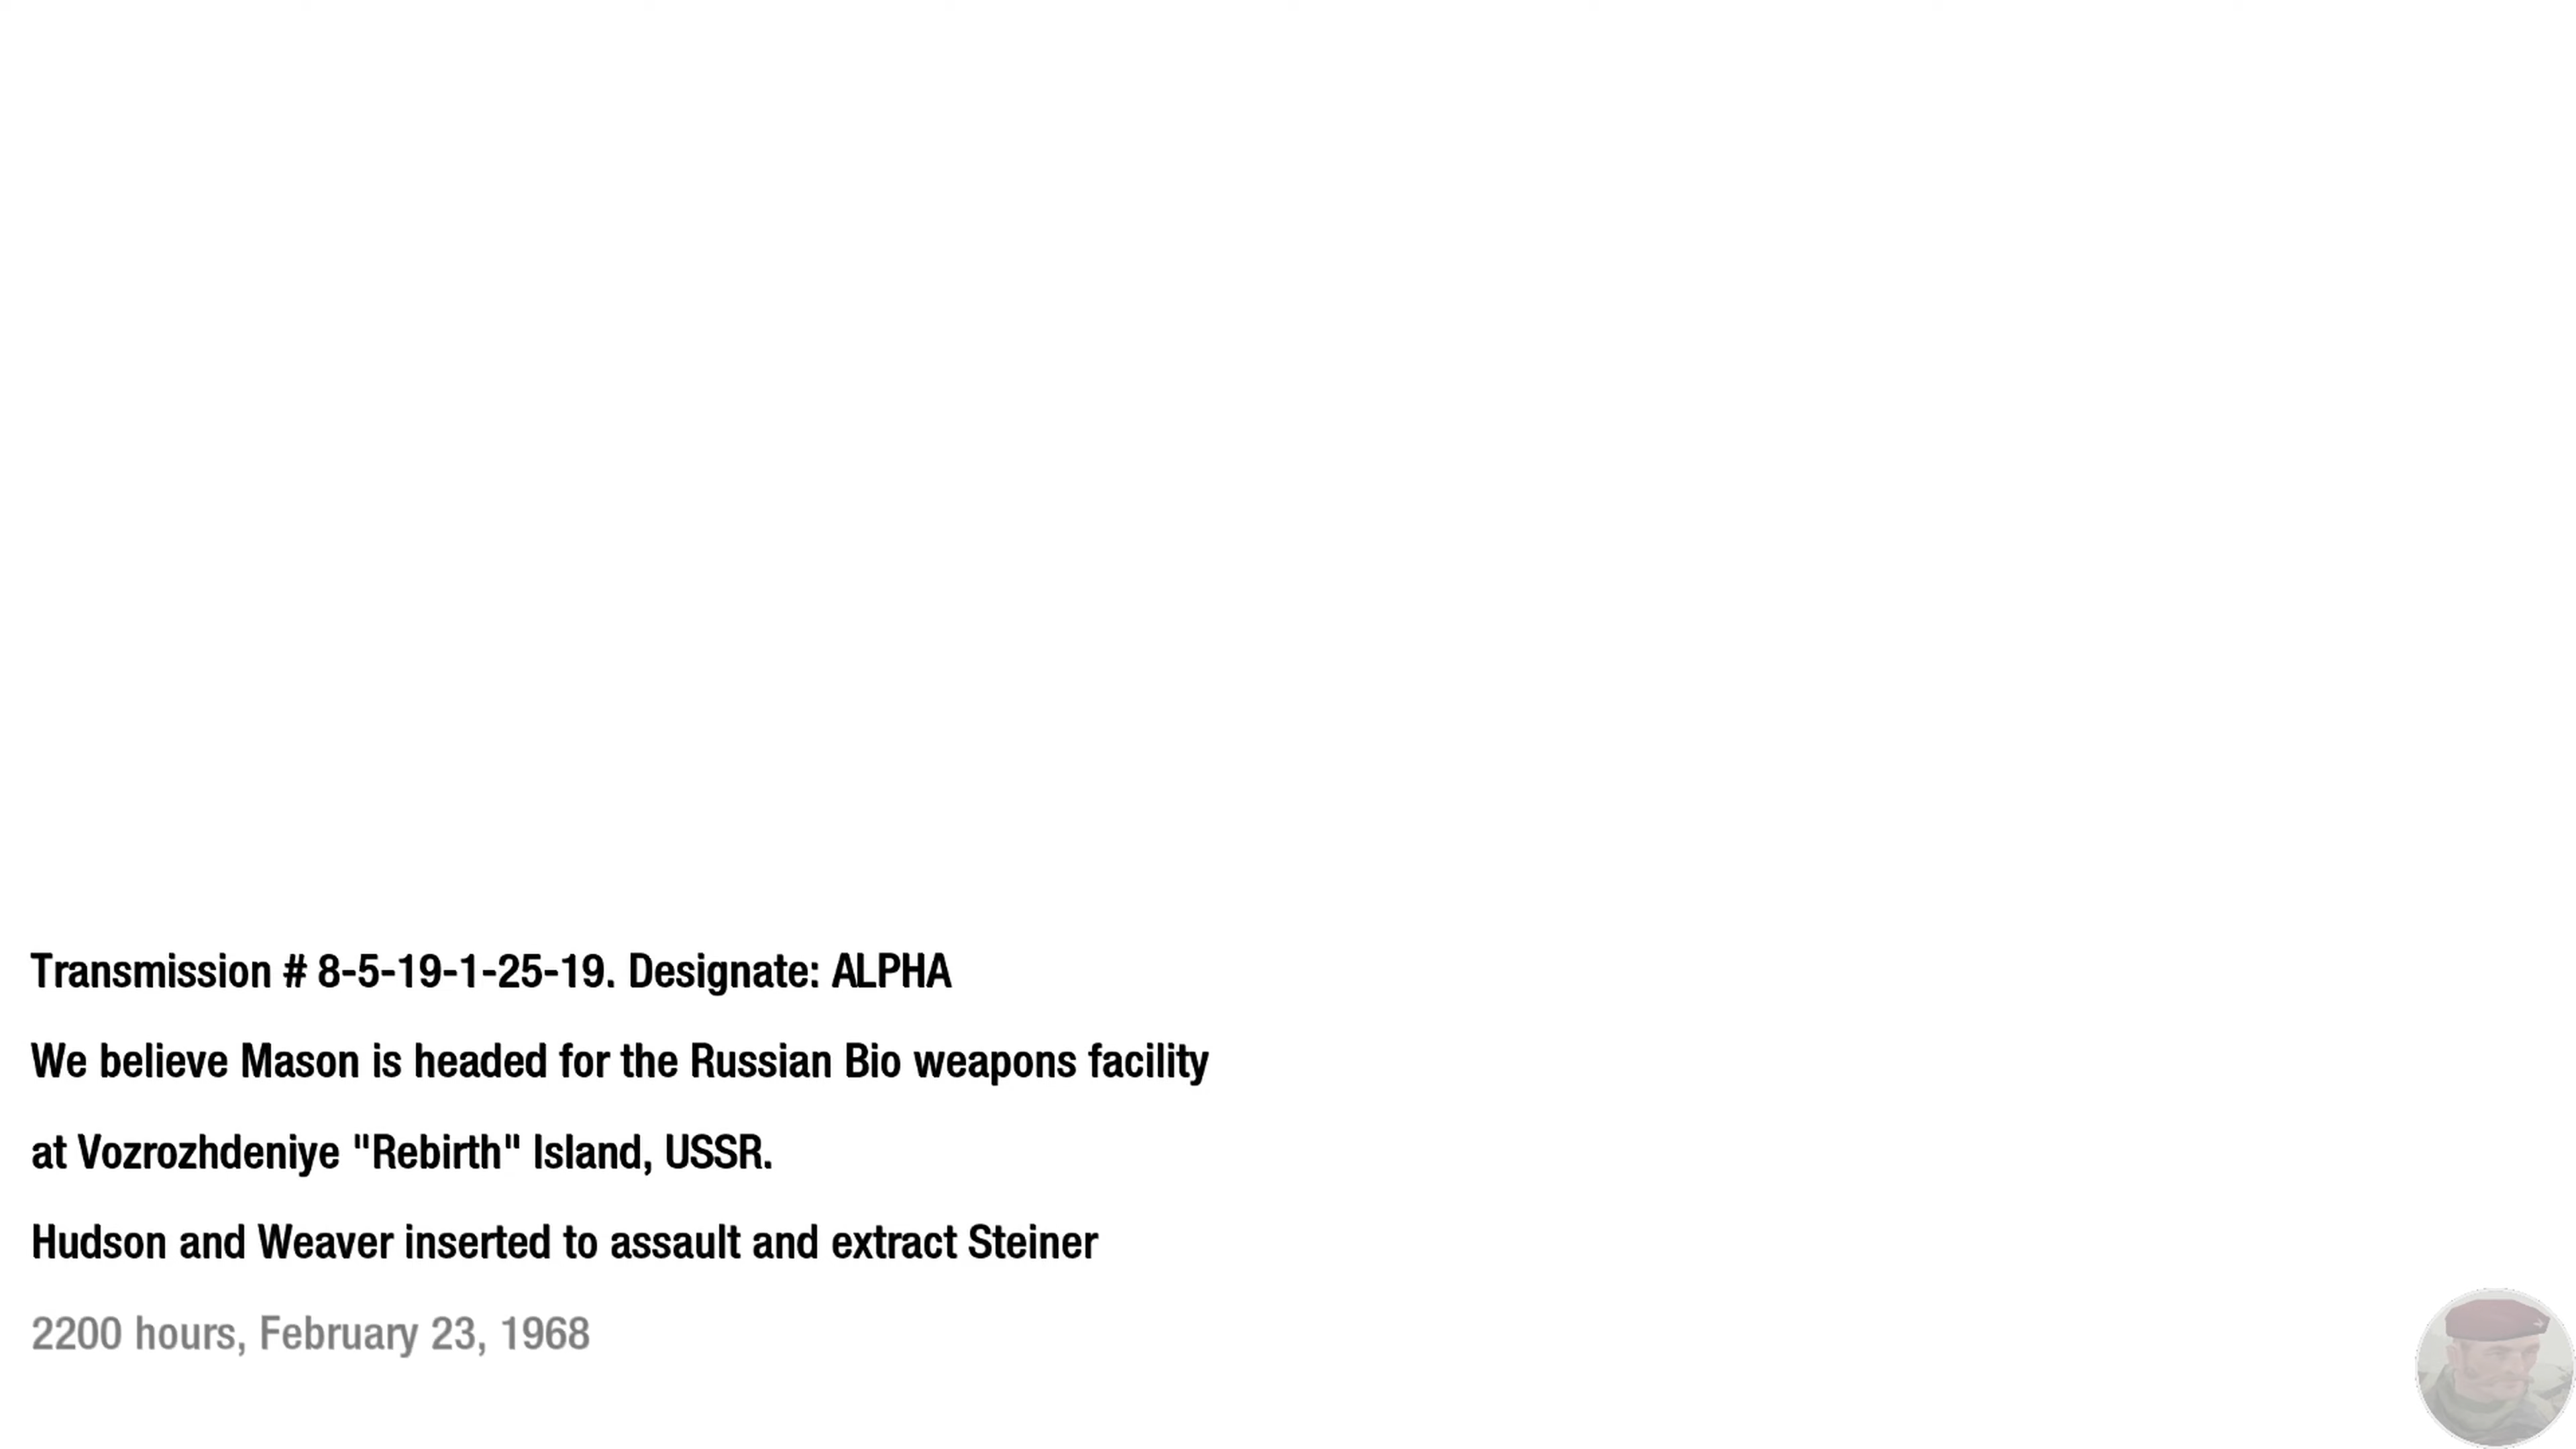 Transmission # 8-5-19-1-25-19. Designate: ALPHA
We believe Mason is headed for the Russian Bio weapons facility
at Vozrozhdeniye "Rebirth" Island, USSR.
Hudson and Weaver inserted to assault and extract Steiner
2200 hours, February 23, 1968